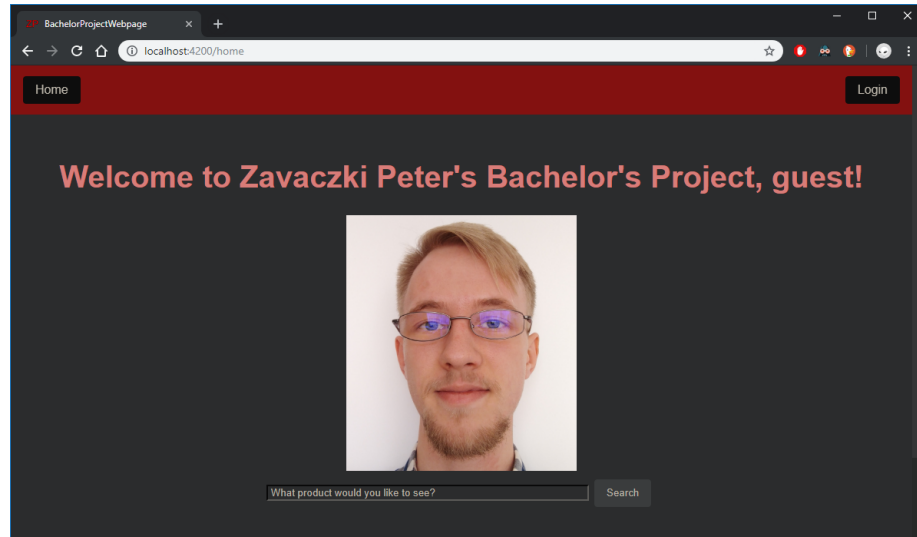 BachelorProjectWebpage
localhost:4200/home
Home
Login
Welcome to Zavaczki Peter's Bachelor's Project, guest!
What product would you like to see?
Search